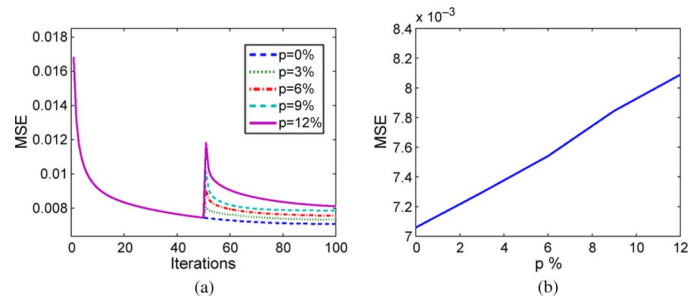 0.018
0.016
0.014
0.012
0.01
0.008
MSE
0 20 40 60 80 100
Iterations
p=0%
p=3%
p=6%
p=9%
p=12%
(a)
8.4 x 10⁻³
8.2
8
7.8
7.6
7.4
7.2
7
MSE
0 2 4 6 8 10 12
p %
(b)